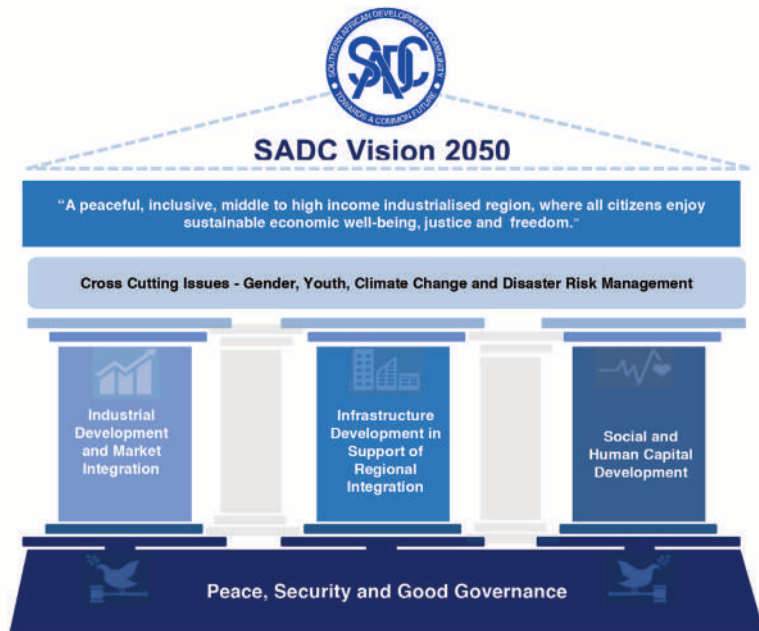 SOUTHERN AFRICAN DEVELOPMENT COMMUNITY
SADC
TOWARDS A COMMON FUTURE
SADC Vision 2050
"A peaceful, inclusive, middle to high income industrialised region, where all citizens enjoy
sustainable economic well-being, justice and freedom."
Cross Cutting Issues - Gender, Youth, Climate Change and Disaster Risk Management
Industrial
Development
and Market
Integration
Infrastructure
Development in
Support of
Regional
Integration
Social and
Human Capital
Development
Peace, Security and Good Governance